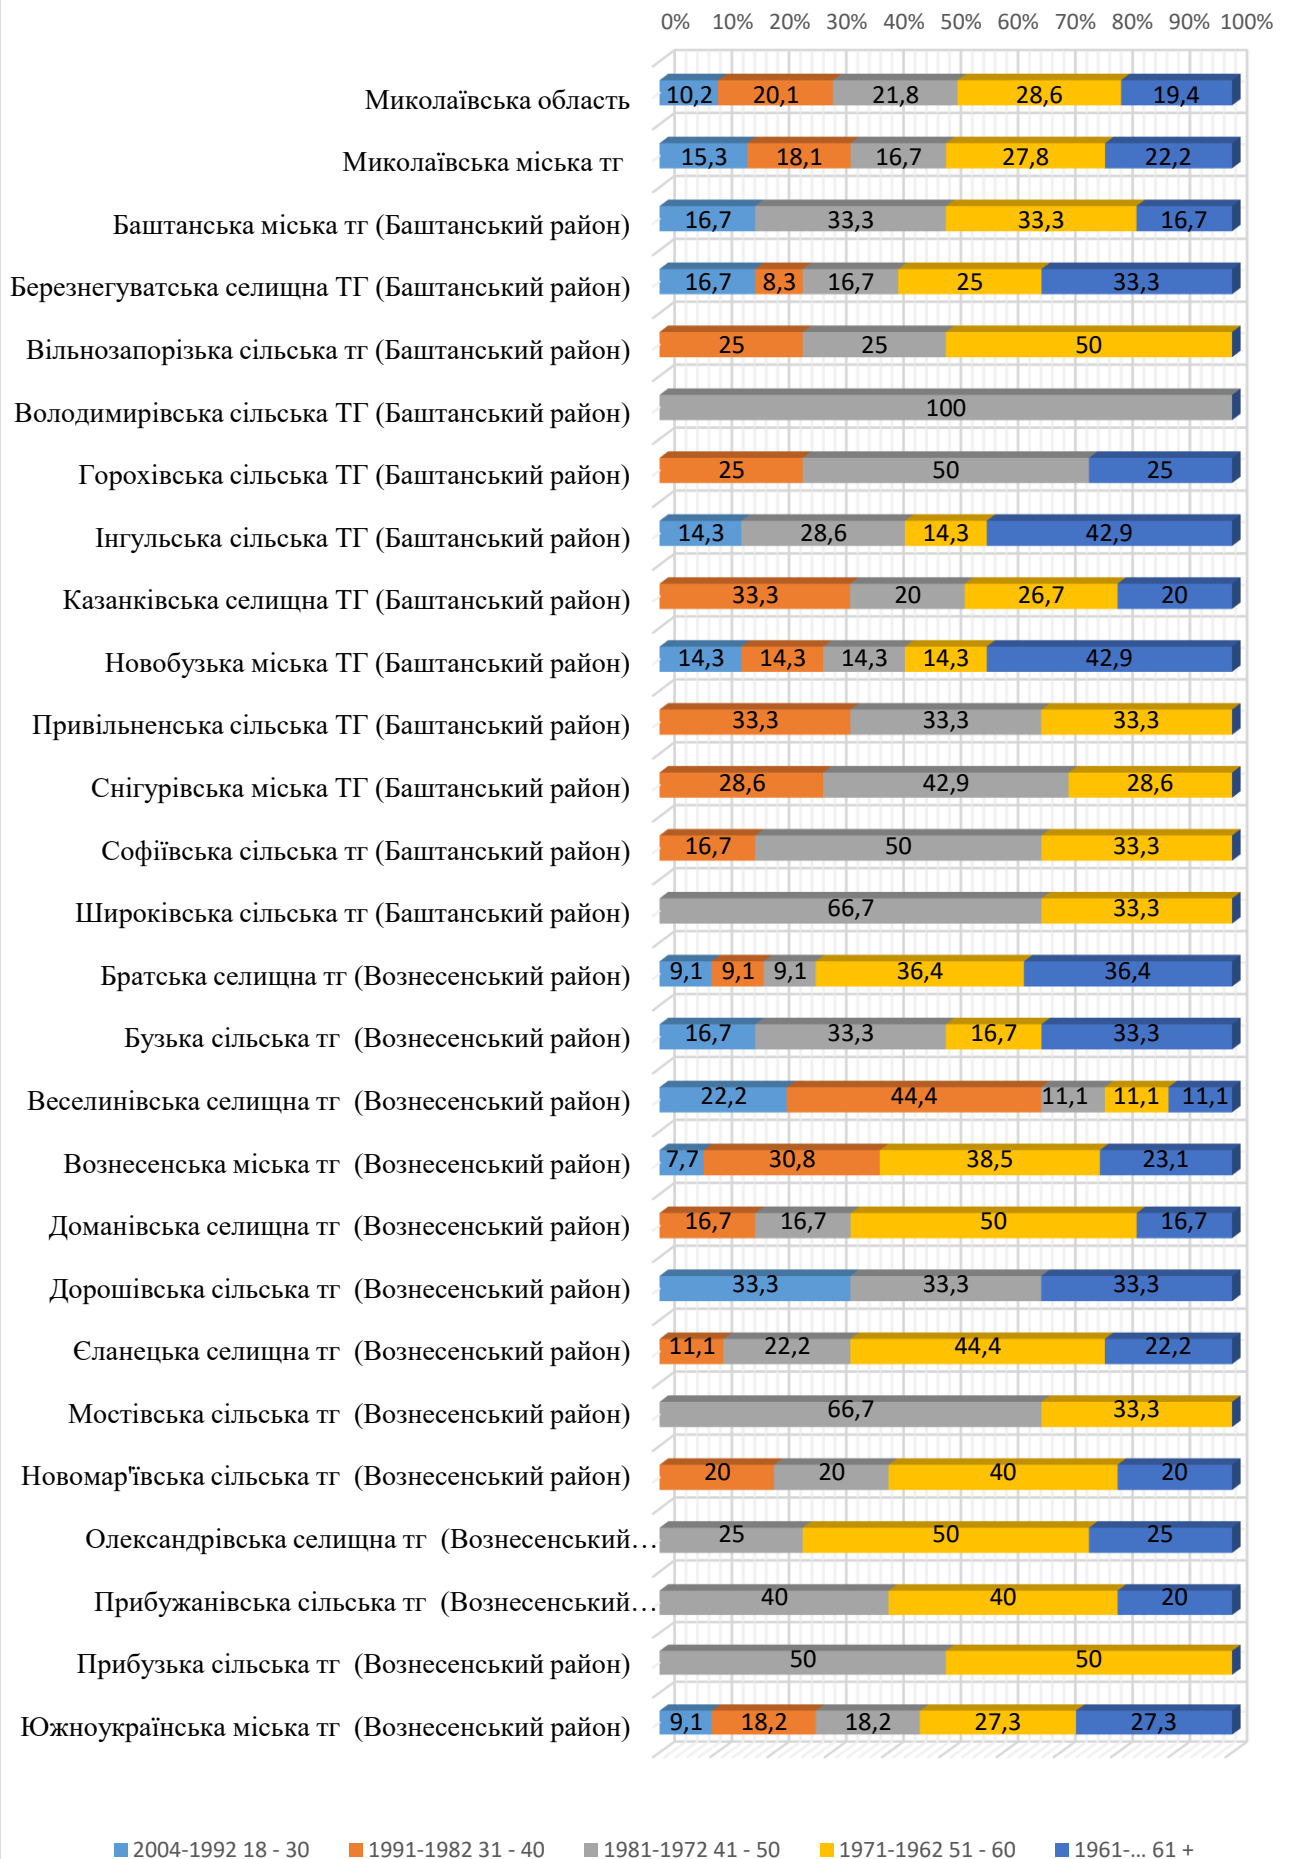 0% 10% 20% 30% 40% 50% 60% 70% 80% 90% 100%
Миколаївська область 10,2 20,1 21,8 28,6 19,4
Миколаївська міська тг 15,3 18,1 16,7 27,8 22,2
Баштанська міська тг (Баштанський район) 16,7 33,3 33,3 16,7
Березнегуватська селищна ТГ (Баштанський район) 16,7 8,3 16,7 25 33,3
Вільнозапорізька сільська тг (Баштанський район) 25 25 50
Володимирівська сільська ТГ (Баштанський район) 100
Горохівська сільська ТГ (Баштанський район) 25 50 25
Інгульська сільська ТГ (Баштанський район) 14,3 28,6 14,3 42,9
Казанківська селищна ТГ (Баштанський район) 33,3 20 26,7 20
Новобузька міська ТГ (Баштанський район) 14,3 14,3 14,3 14,3 42,9
Привільненська сільська ТГ (Баштанський район) 33,3 33,3 33,3
Снігурівська міська ТГ (Баштанський район) 28,6 42,9 28,6
Софіївська сільська тг (Баштанський район) 16,7 50 33,3
Широківська сільська тг (Баштанський район) 66,7 33,3
Братська селищна тг (Вознесенський район) 9,1 9,1 9,1 36,4 36,4
Бузька сільська тг (Вознесенський район) 16,7 33,3 16,7 33,3
Веселинівська селищна тг (Вознесенський район) 22,2 44,4 11,1 11,1 11,1
Вознесенська міська тг (Вознесенський район) 7,7 30,8 38,5 23,1
Доманівська селищна тг (Вознесенський район) 16,7 16,7 50 16,7
Дорошівська сільська тг (Вознесенський район) 33,3 33,3 33,3
Єланецька селищна тг (Вознесенський район) 11,1 22,2 44,4 22,2
Мостівська сільська тг (Вознесенський район) 66,7 33,3
Новомар'ївська сільська тг (Вознесенський район) 20 20 40 20
Олександрівська селищна тг (Вознесенський… 25 50 25
Прибужанівська сільська тг (Вознесенський… 40 40 20
Прибузька сільська тг (Вознесенський район) 50 50
Южноукраїнська міська тг (Вознесенський район) 9,1 18,2 18,2 27,3 27,3
2004-1992 18 - 30 1991-1982 31 - 40 1981-1972 41 - 50 1971-1962 51 - 60 1961-... 61 +